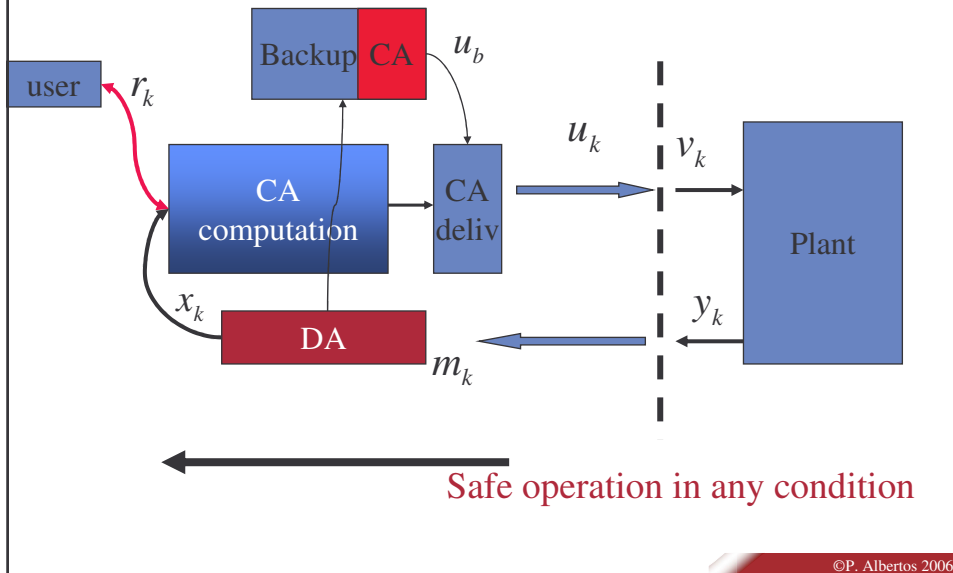 Backup CA
u_b
user
r_k
CA
computation
CA
deliv
u_k
v_k
Plant
x_k
DA
m_k
y_k
Safe operation in any condition
©P. Albertos 2006